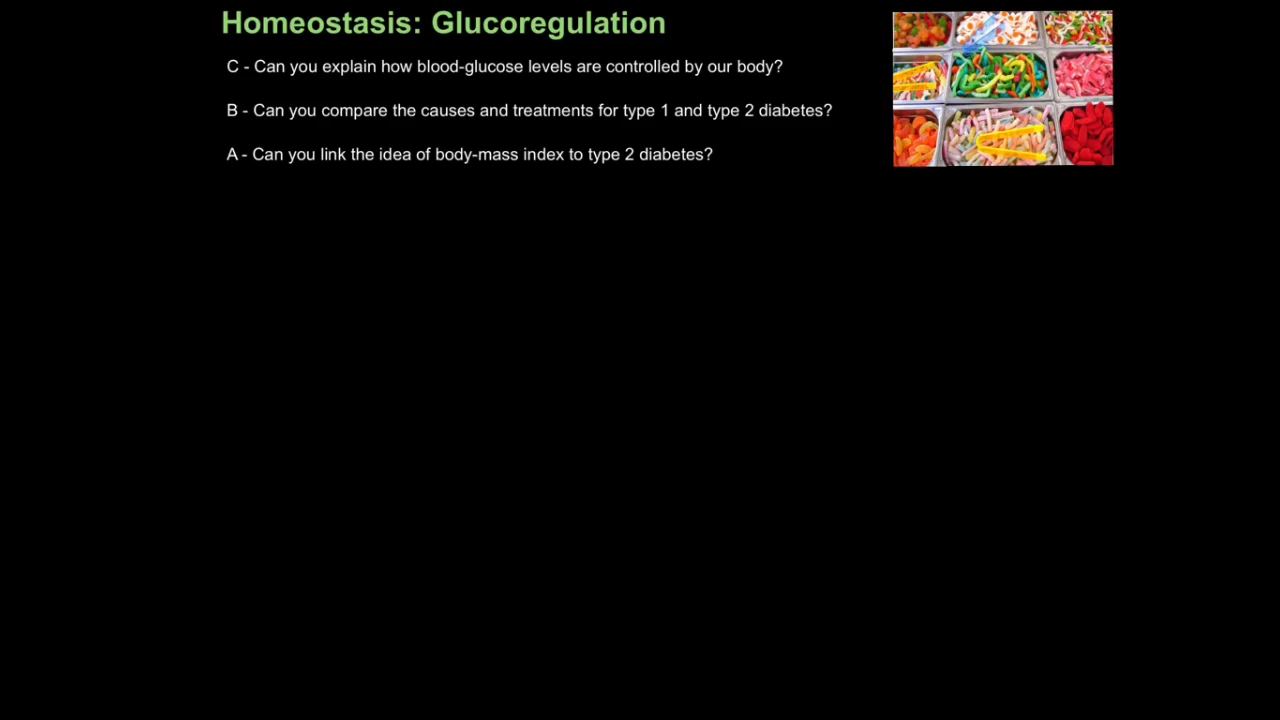 Homeostasis: Glucoregulation
C - Can you explain how blood-glucose levels are controlled by our body?
B - Can you compare the causes and treatments for type 1 and type 2 diabetes?
A - Can you link the idea of body-mass index to type 2 diabetes?